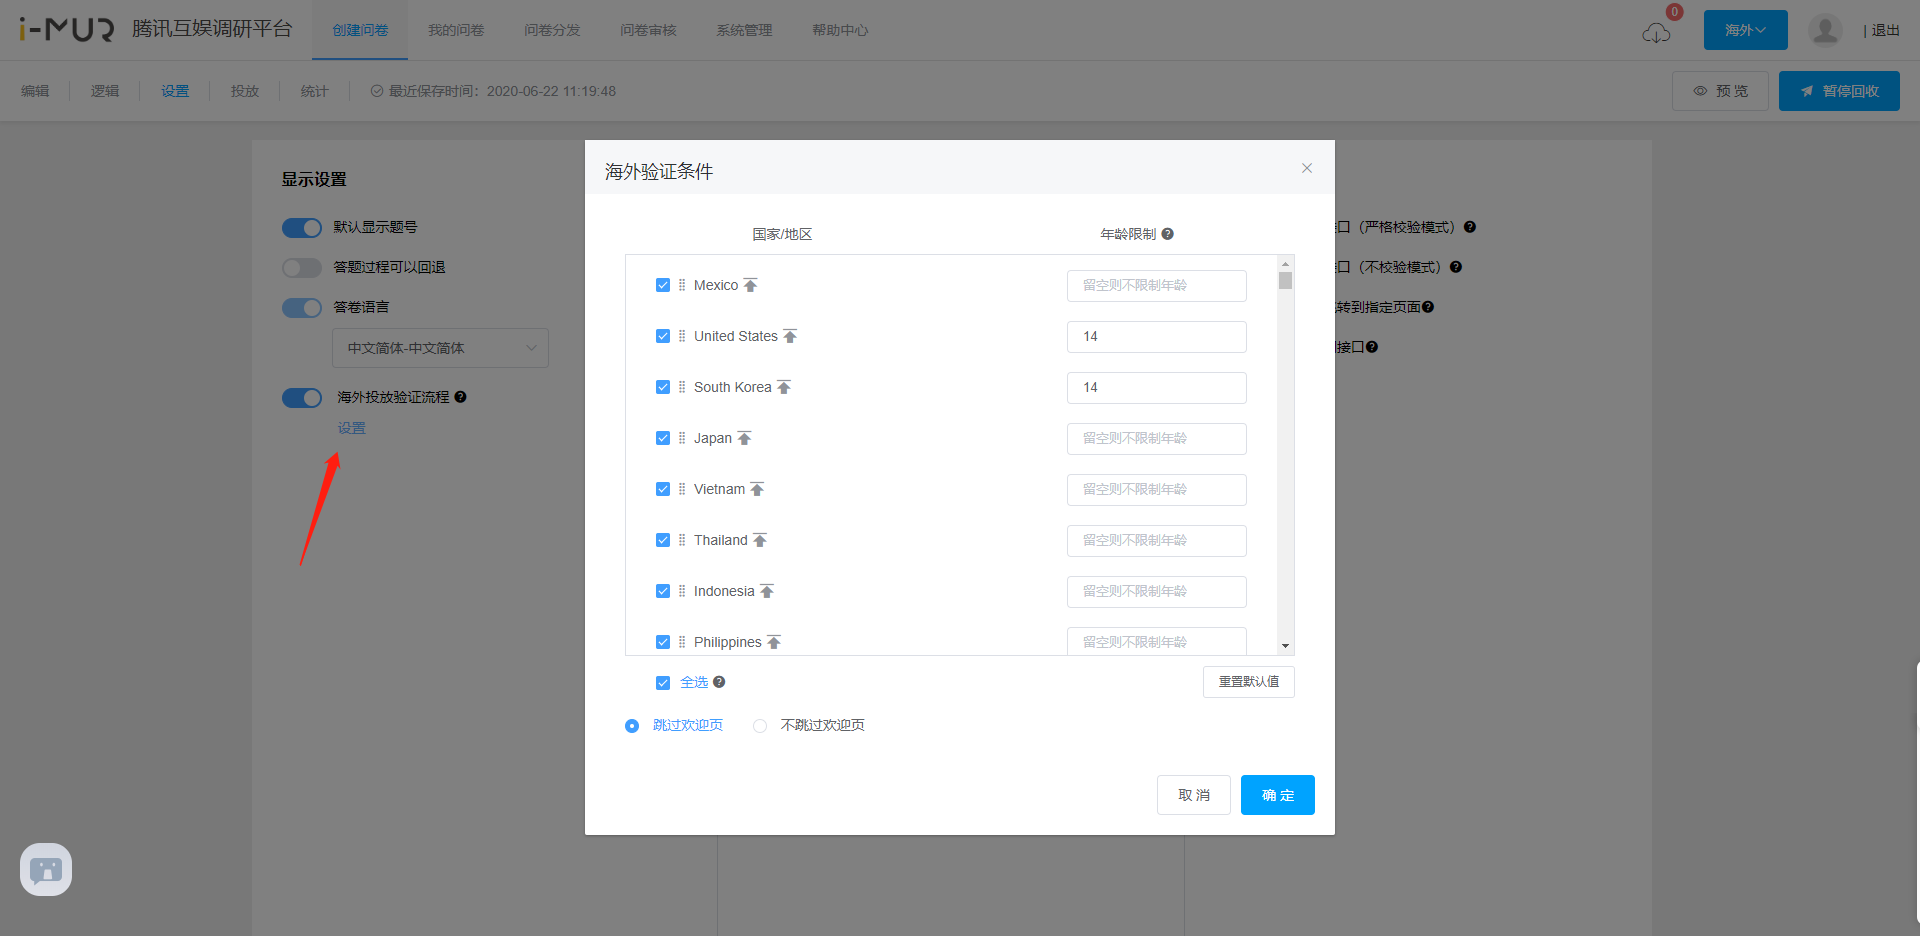 i-MUR 腾讯互娱调研平台 创建问卷 我的问卷 问卷分发 问卷审核 系统管理 帮助中心 0 海外 | 退出
编辑 逻辑 设置 投放 统计 最近保存时间：2020-06-22 11:19:48 预 览 暂停回收
海外验证条件
显示设置
默认显示题号
答题过程可以回退
答卷语言
中文简体-中文简体
海外投放验证流程
设置
国家/地区 年龄限制
Mexico 留空则不限制年龄
United States 14
South Korea 14
Japan 留空则不限制年龄
Vietnam 留空则不限制年龄
Thailand 留空则不限制年龄
Indonesia 留空则不限制年龄
Philippines 留空则不限制年龄
全选 重置默认值
跳过欢迎页 不跳过欢迎页
取 消 确 定
口（严格校验模式）
口（不校验模式）
转到指定页面
接口